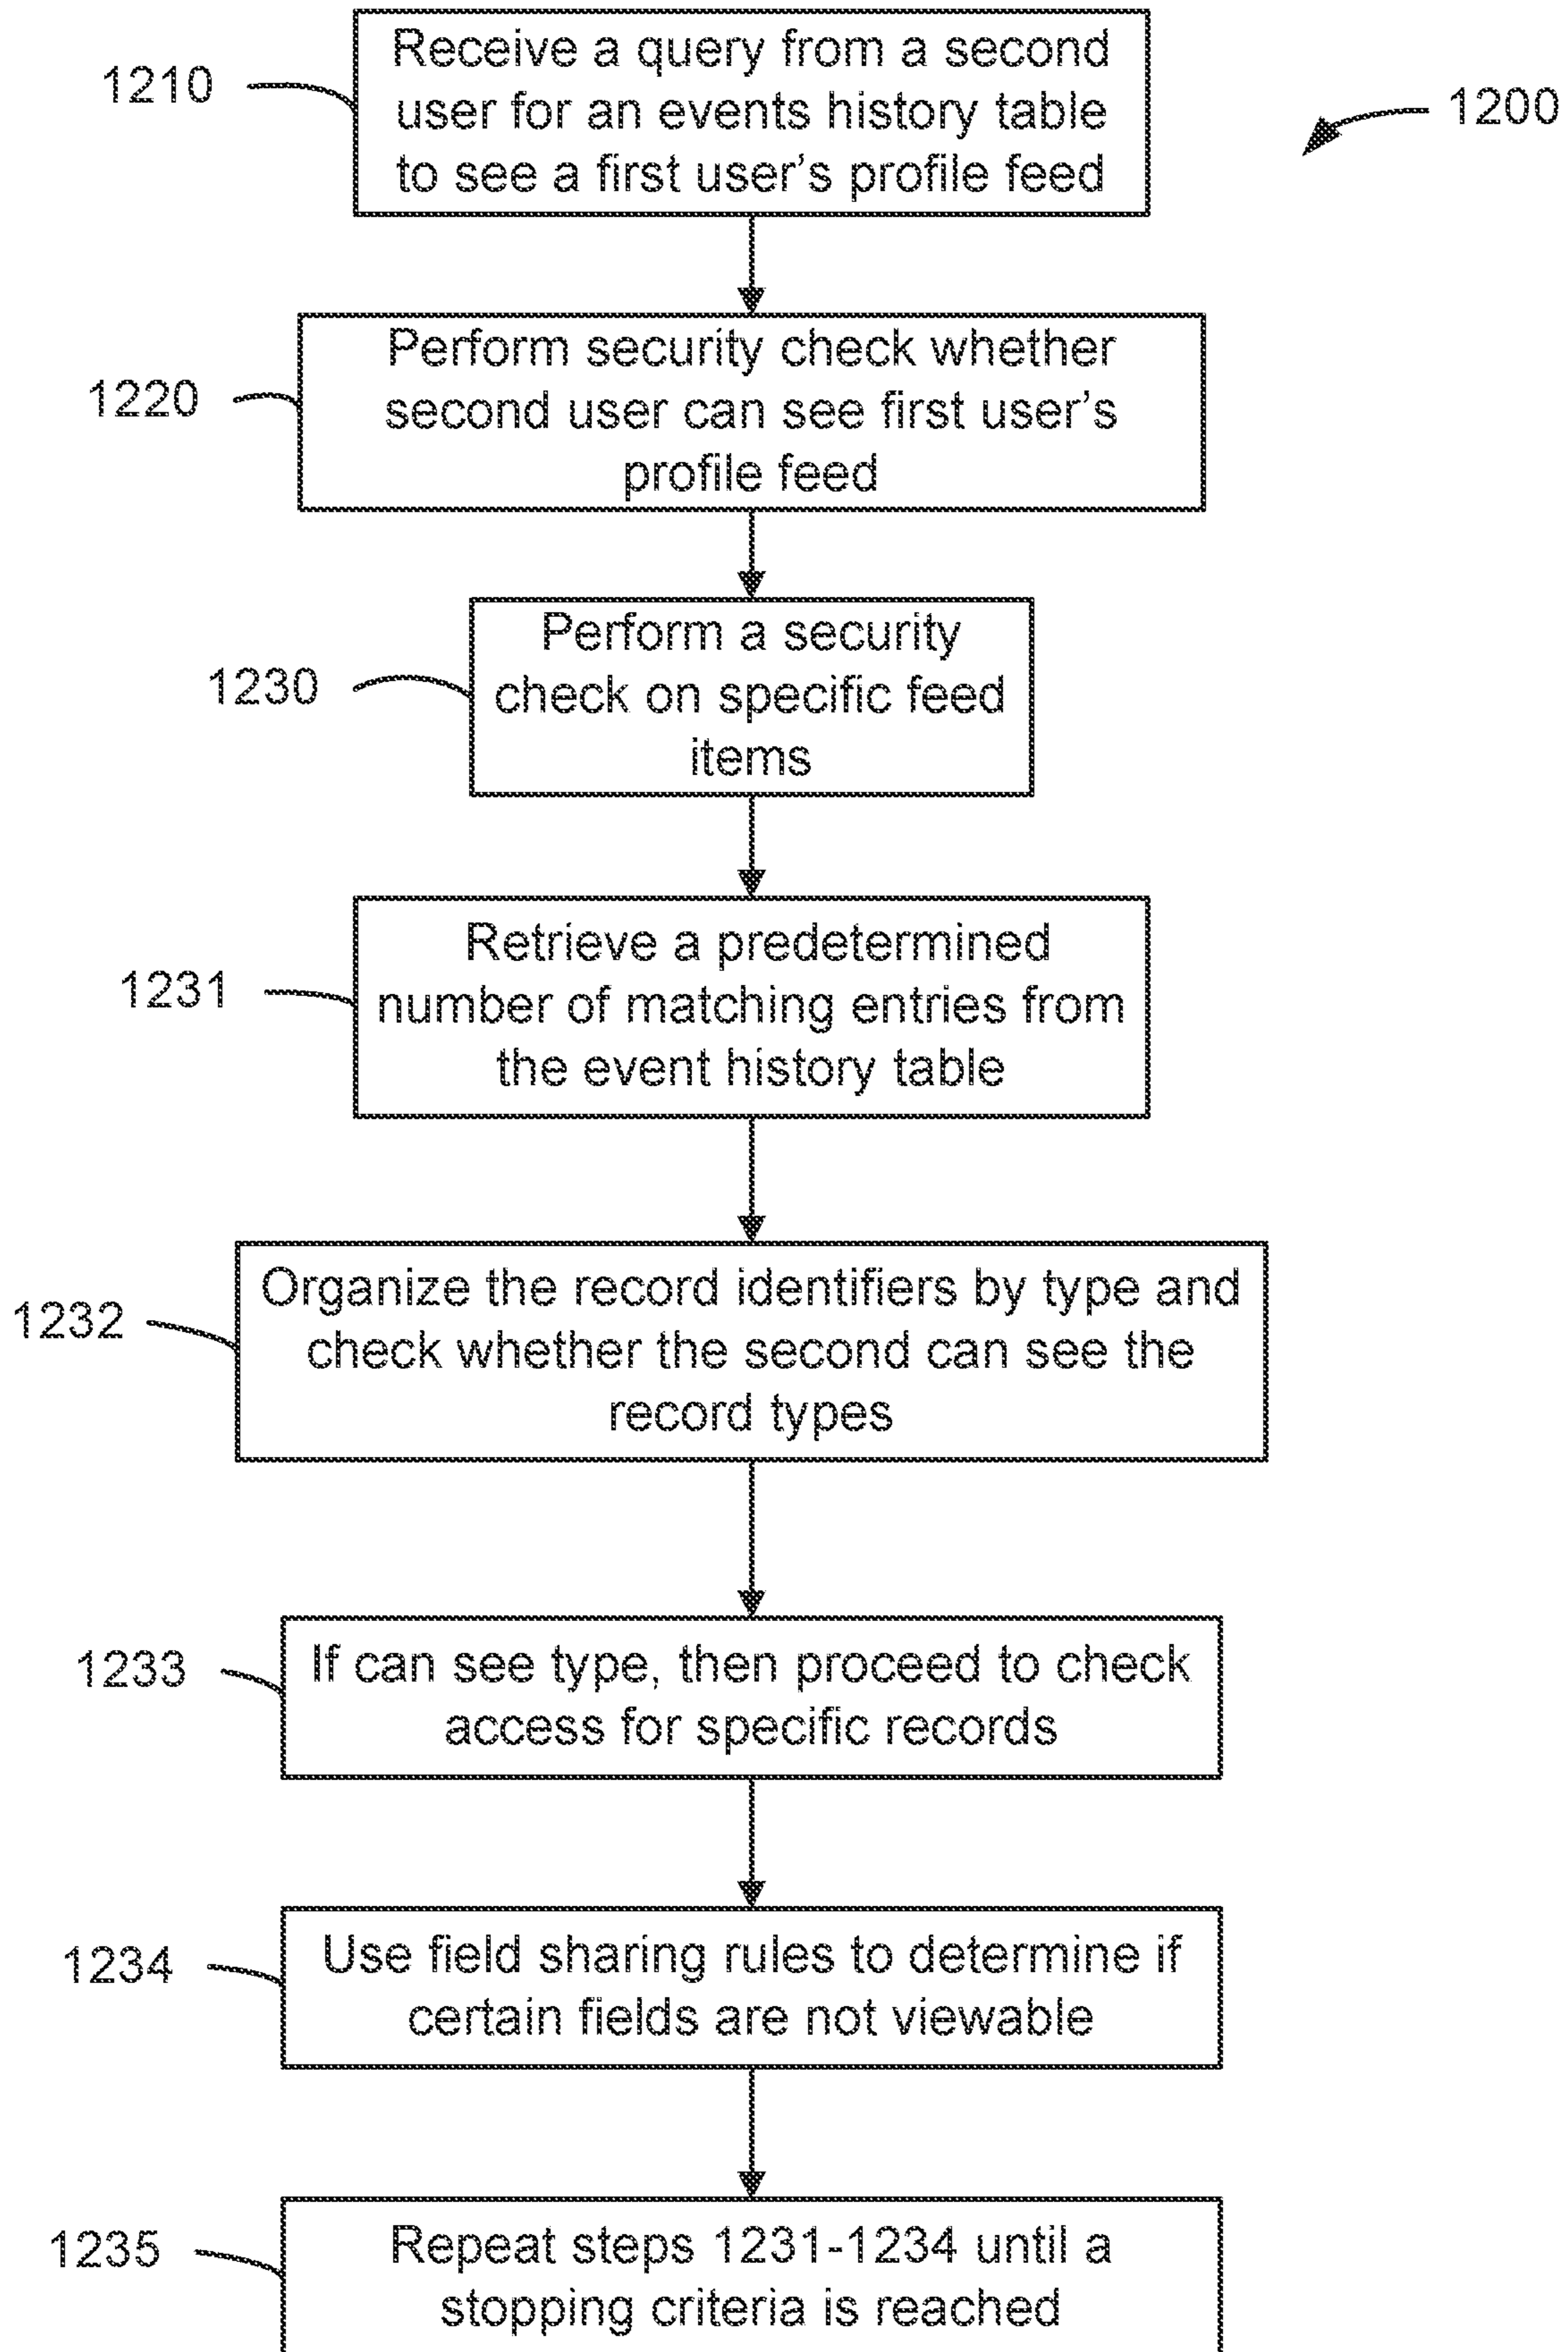 1210
Receive a query from a second
user for an events history table
to see a first user's profile feed
1200
1220
Perform security check whether
second user can see first user's
profile feed
1230
Perform a security
check on specific feed
items
1231
Retrieve a predetermined
number of matching entries from
the event history table
1232
Organize the record identifiers by type and
check whether the second can see the
record types
1233
If can see type, then proceed to check
access for specific records
1234
Use field sharing rules to determine if
certain fields are not viewable
1235
Repeat steps 1231-1234 until a
stopping criteria is reached